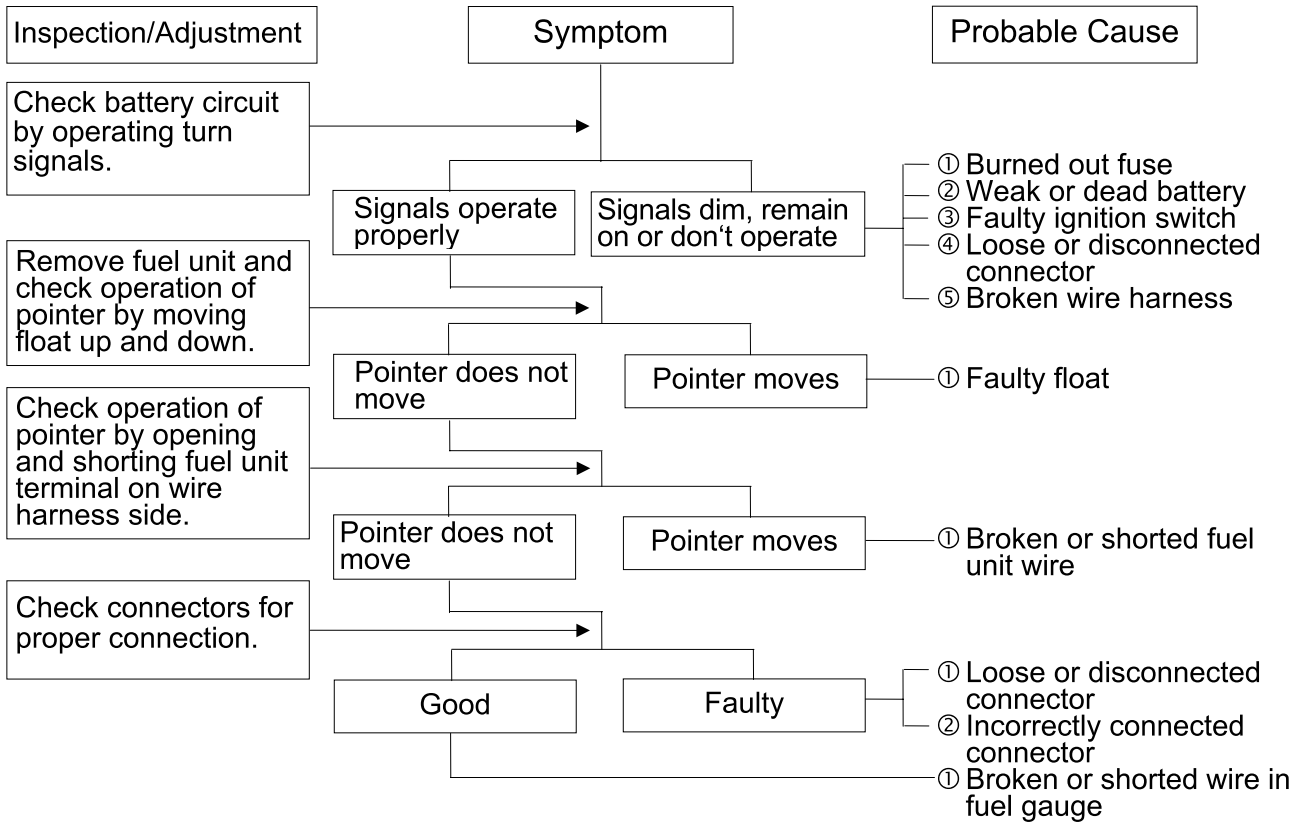 Inspection/Adjustment
Symptom
Probable Cause
Check battery circuit
by operating turn
signals.
Signals operate
properly
Signals dim, remain
on or don‘t operate
① Burned out fuse
② Weak or dead battery
③ Faulty ignition switch
④ Loose or disconnected
connector
⑤ Broken wire harness
Remove fuel unit and
check operation of
pointer by moving
float up and down.
Pointer does not
move
Pointer moves
① Faulty float
Check operation of
pointer by opening
and shorting fuel unit
terminal on wire
harness side.
Pointer does not
move
Pointer moves
① Broken or shorted fuel
unit wire
Check connectors for
proper connection.
Good
Faulty
① Loose or disconnected
connector
② Incorrectly connected
connector
① Broken or shorted wire in
fuel gauge